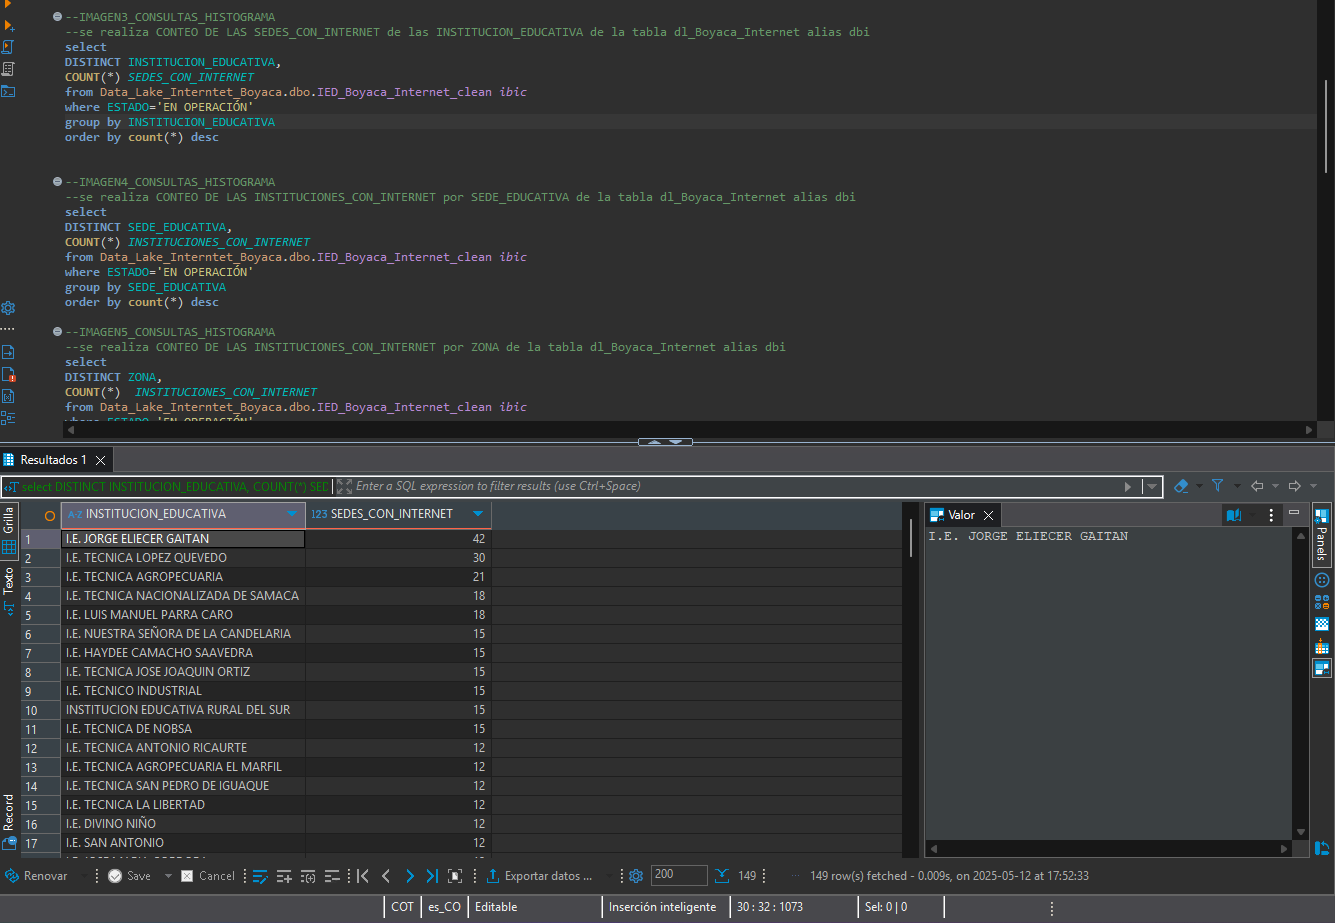 --IMAGEN3_CONSULTAS_HISTOGRAMA
--se realiza CONTEO DE LAS SEDES_CON_INTERNET de las INSTITUCION_EDUCATIVA de la tabla dl_Boyaca_Internet alias dbi
select
DISTINCT INSTITUCION_EDUCATIVA,
COUNT(*) SEDES_CON_INTERNET
from Data_Lake_Interntet_Boyaca.dbo.IED_Boyaca_Internet_clean ibic
where ESTADO='EN OPERACIÓN'
group by INSTITUCION_EDUCATIVA
order by count(*) desc
--IMAGEN4_CONSULTAS_HISTOGRAMA
--se realiza CONTEO DE LAS INSTITUCIONES_CON_INTERNET por SEDE_EDUCATIVA de la tabla dl_Boyaca_Internet alias dbi
select
DISTINCT SEDE_EDUCATIVA,
COUNT(*) INSTITUCIONES_CON_INTERNET
from Data_Lake_Interntet_Boyaca.dbo.IED_Boyaca_Internet_clean ibic
where ESTADO='EN OPERACIÓN'
group by SEDE_EDUCATIVA
order by count(*) desc
--IMAGEN5_CONSULTAS_HISTOGRAMA
--se realiza CONTEO DE LAS INSTITUCIONES_CON_INTERNET por ZONA de la tabla dl_Boyaca_Internet alias dbi
select
DISTINCT ZONA,
COUNT(*)  INSTITUCIONES_CON_INTERNET
from Data_Lake_Interntet_Boyaca.dbo.IED_Boyaca_Internet_clean ibic
Resultados 1
select DISTINCT INSTITUCION_EDUCATIVA, COUNT(*) SED Enter a SQL expression to filter results (use Ctrl+Space)
Grilla
Texto
Record
A-Z INSTITUCION_EDUCATIVA 123 SEDES_CON_INTERNET
1 I.E. JORGE ELIECER GAITAN 42
2 I.E. TECNICA LOPEZ QUEVEDO 30
3 I.E. TECNICA AGROPECUARIA 21
4 I.E. TECNICA NACIONALIZADA DE SAMACA 18
5 I.E. LUIS MANUEL PARRA CARO 18
6 I.E. NUESTRA SEÑORA DE LA CANDELARIA 15
7 I.E. HAYDEE CAMACHO SAAVEDRA 15
8 I.E. TECNICA JOSE JOAQUIN ORTIZ 15
9 I.E. TECNICO INDUSTRIAL 15
10 INSTITUCION EDUCATIVA RURAL DEL SUR 15
11 I.E. TECNICA DE NOBSA 15
12 I.E. TECNICA ANTONIO RICAURTE 12
13 I.E. TECNICA AGROPECUARIA EL MARFIL 12
14 I.E. TECNICA SAN PEDRO DE IGUAQUE 12
15 I.E. TECNICA LA LIBERTAD 12
16 I.E. DIVINO NIÑO 12
17 I.E. SAN ANTONIO 12
Valor
I.E. JORGE ELIECER GAITAN
Panels
Renovar Save Cancel Exportar datos ... 200 149 149 row(s) fetched - 0.009s, on 2025-05-12 at 17:52:33
COT es_CO Editable Inserción inteligente 30 : 32 : 1073 Sel: 0 | 0